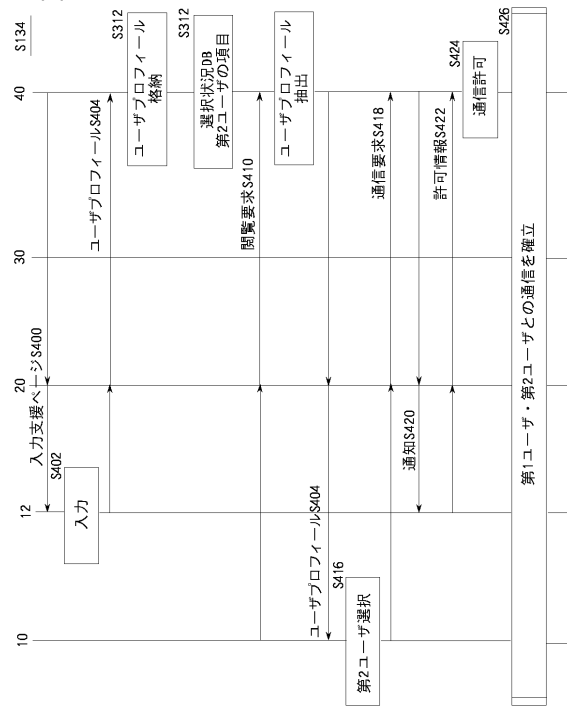 10
12
20
30
40
S134
入力支援ページS400
S402
入力
ユーザプロフィールS404
S312
ユーザプロフィール
格納
S312
選択状況DB
第2ユーザの項目
閲覧要求S410
ユーザプロフィール
抽出
ユーザプロフィールS404
S416
第2ユーザ選択
通信要求S418
通知S420
許可情報S422
S424
通信許可
S426
第1ユーザ・第2ユーザとの通信を確立